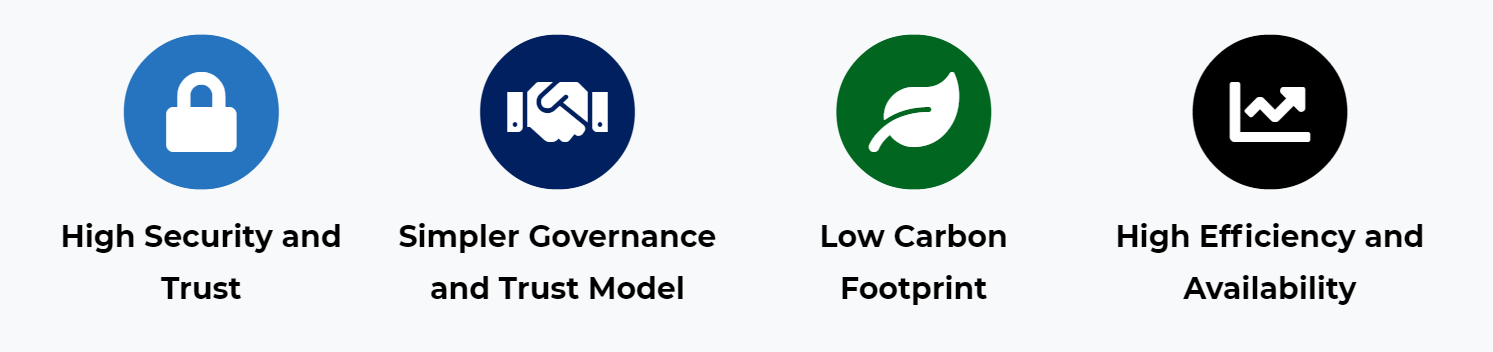 High Security and
Trust
Simpler Governance
and Trust Model
Low Carbon
Footprint
High Efficiency and
Availability